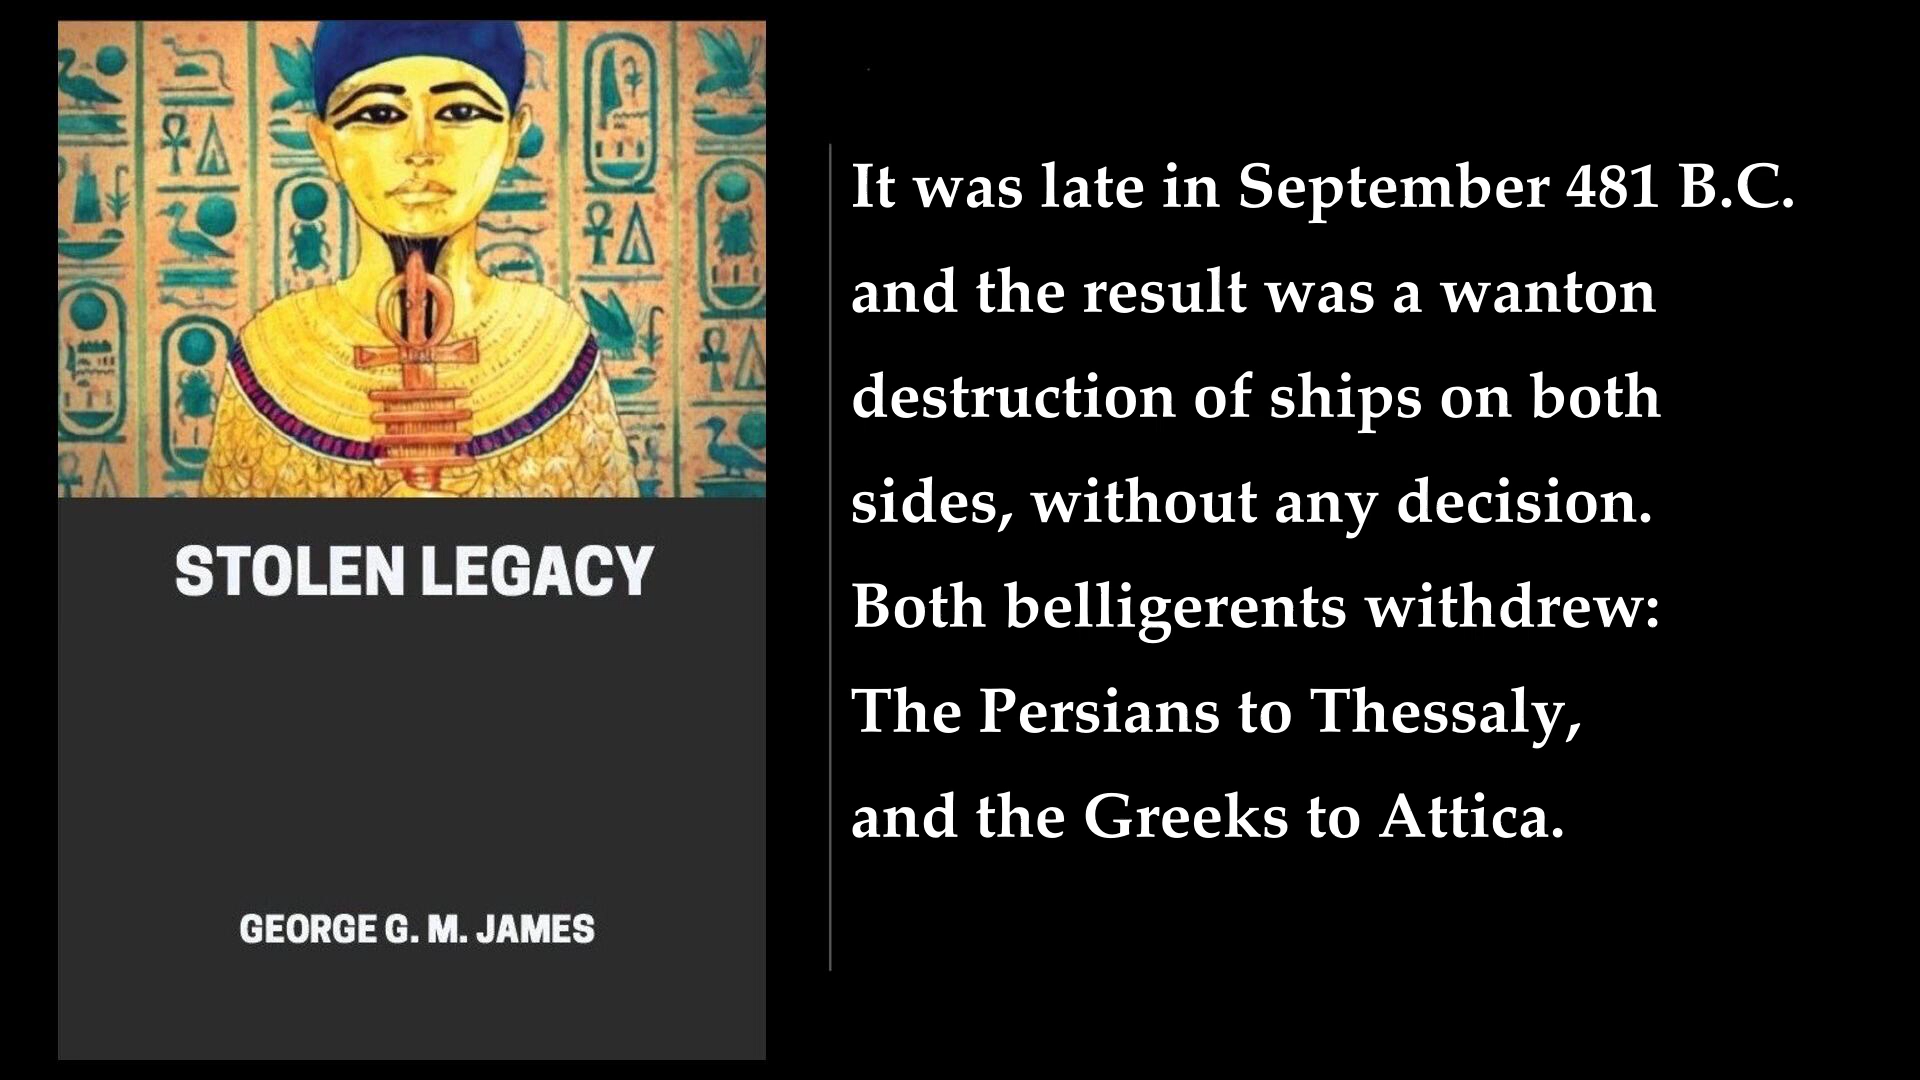 STOLEN LEGACY
GEORGE G. M. JAMES
It was late in September 481 B.C.
and the result was a wanton
destruction of ships on both
sides, without any decision.
Both belligerents withdrew:
The Persians to Thessaly,
and the Greeks to Attica.